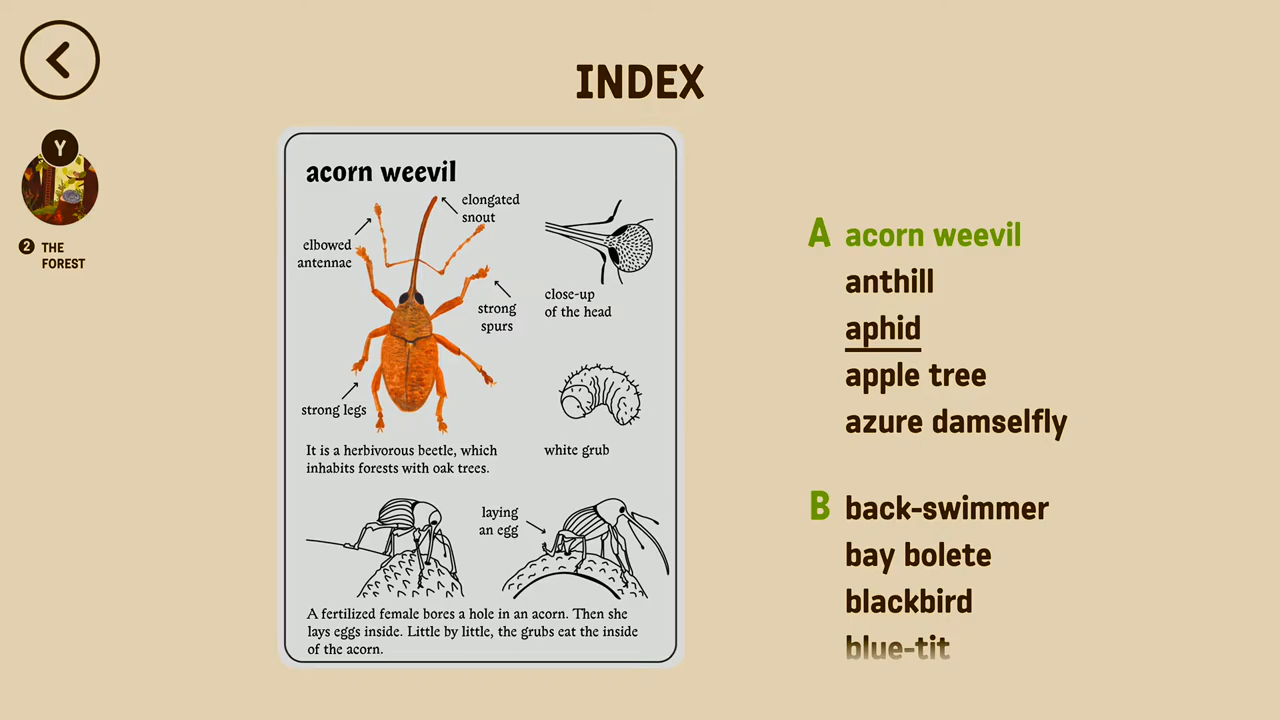 INDEX
Y
2 THE
FOREST
acorn weevil
elongated
snout
elbowed
antennae
strong
spurs
close-up
of the head
strong legs
It is a herbivorous beetle, which
inhabits forests with oak trees.
white grub
laying
an egg
A fertilized female bores a hole in an acorn. Then she
lays eggs inside. Little by little, the grubs eat the inside
of the acorn.
A acorn weevil
anthill
aphid
apple tree
azure damselfly
B back-swimmer
bay bolete
blackbird
blue-tit